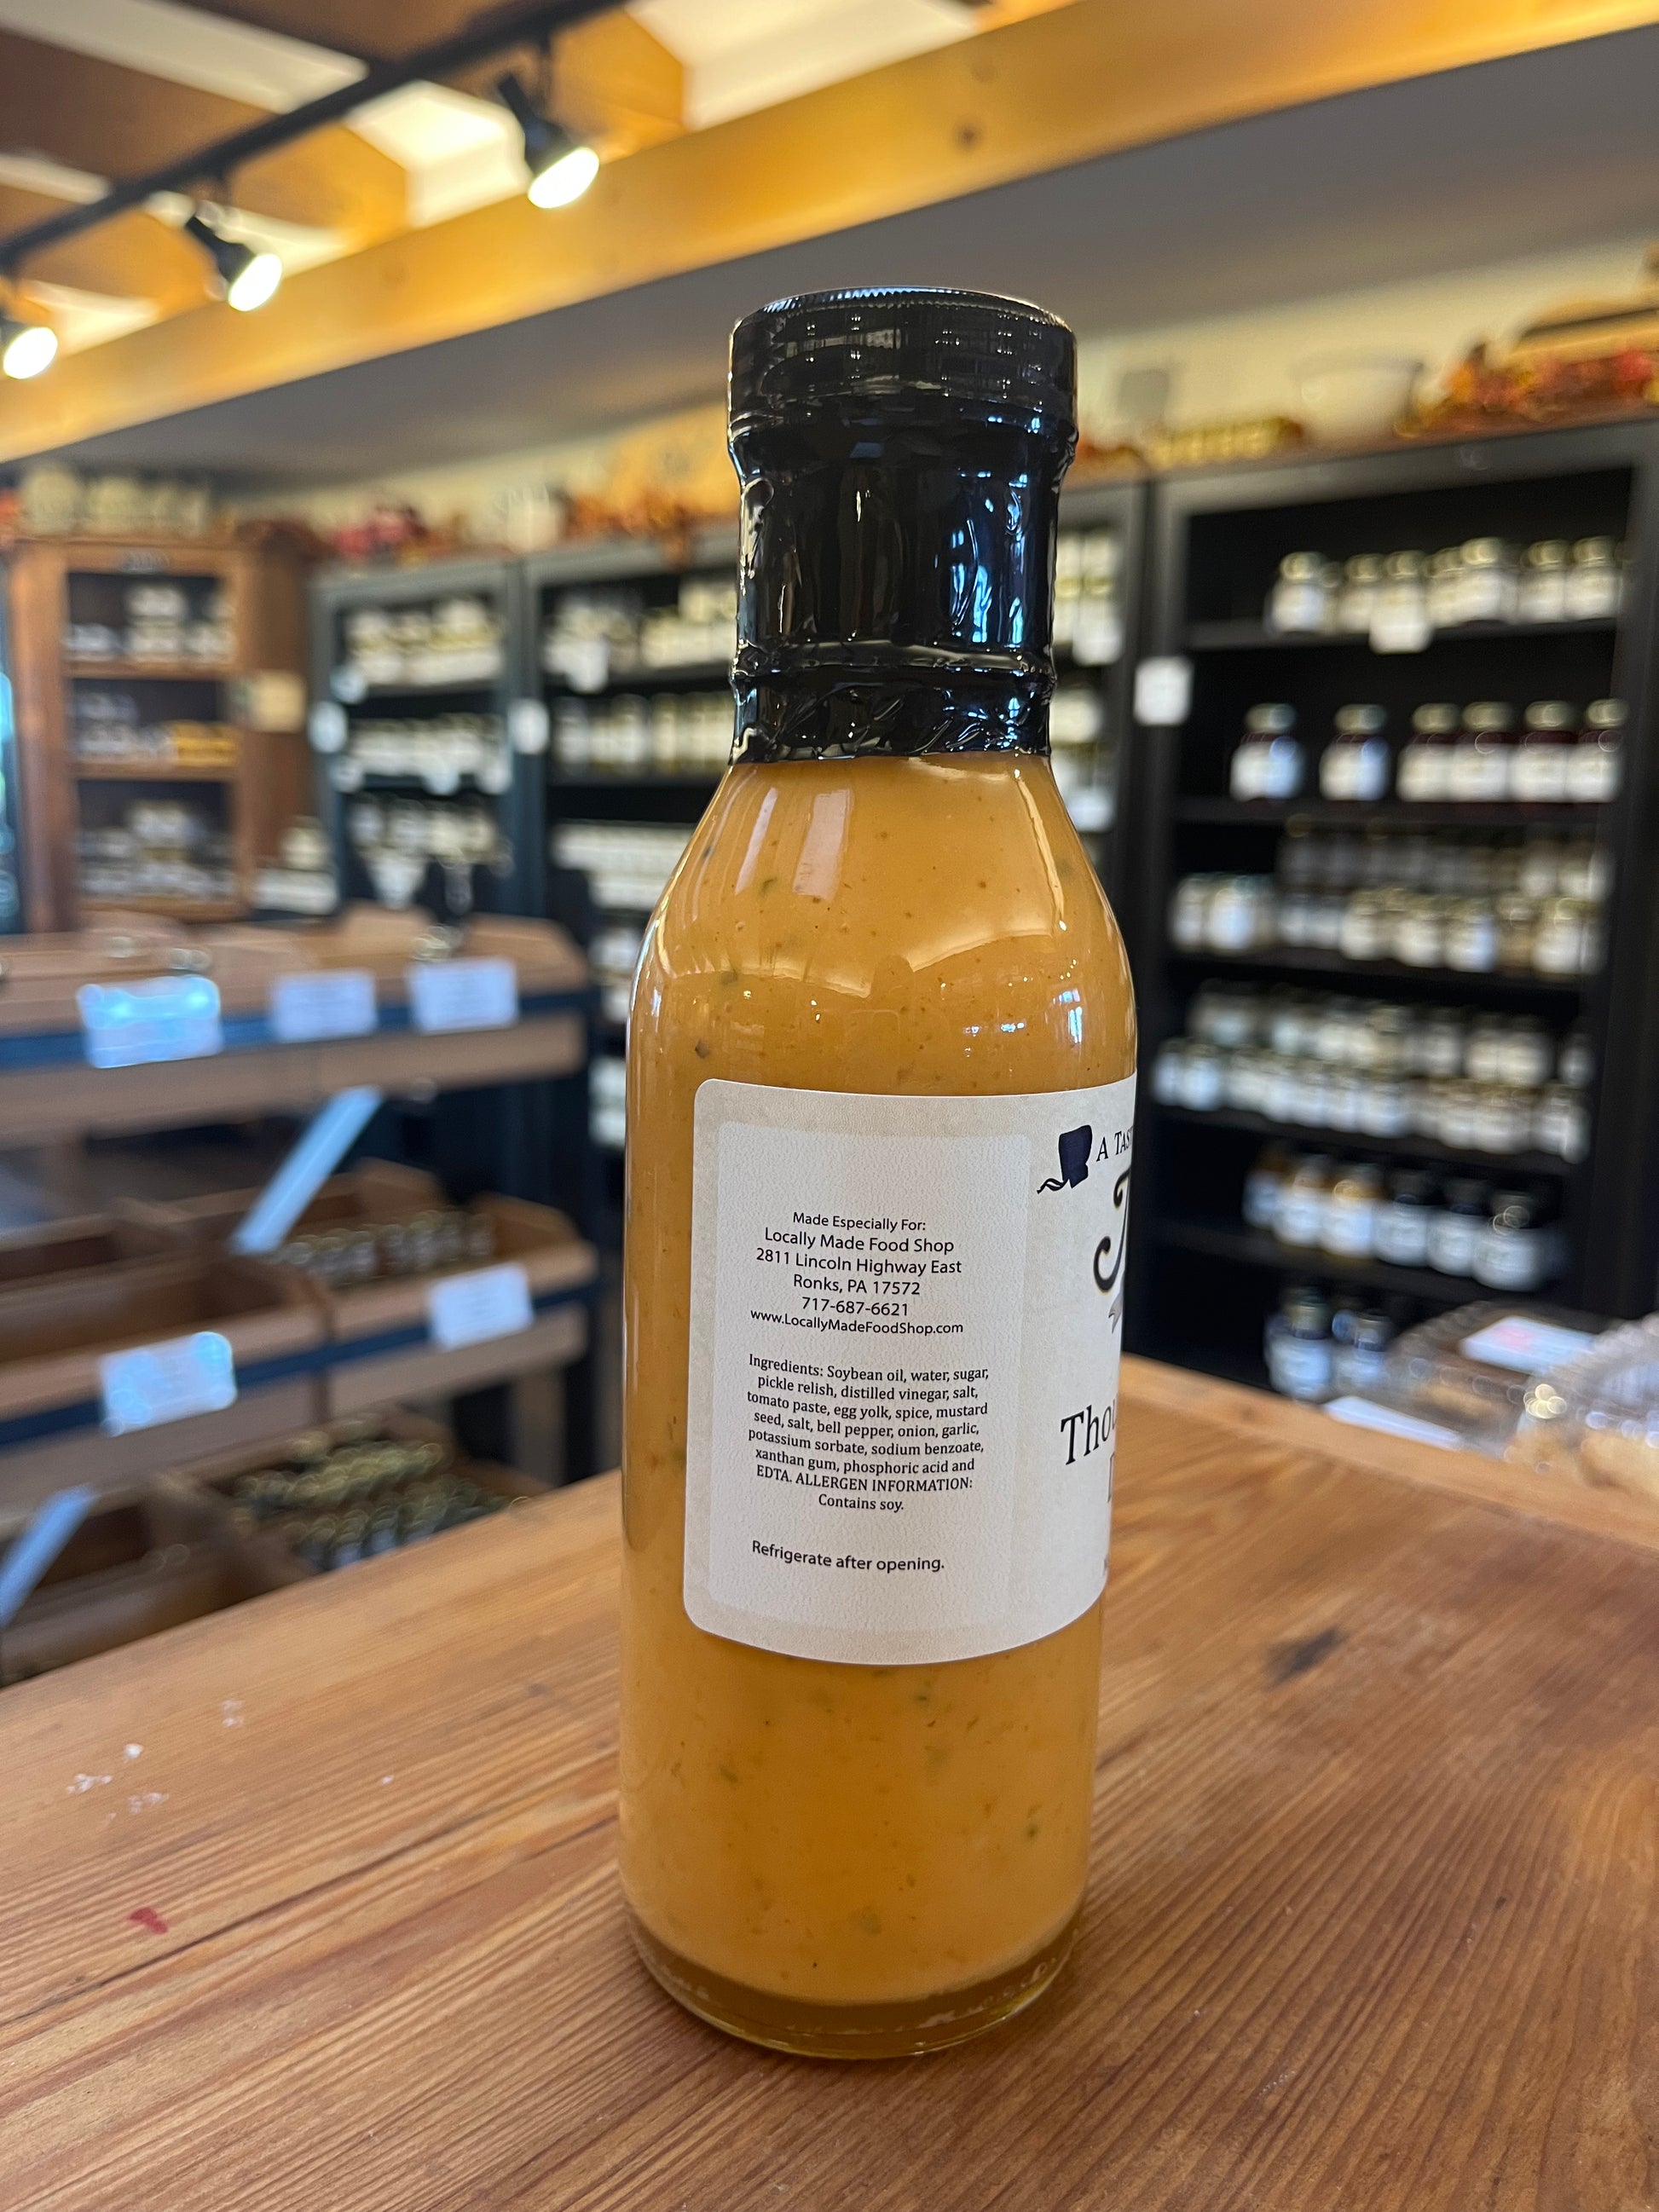 Made Especially For:
Locally Made Food Shop
2811 Lincoln Highway East
Ronks, PA 17572
717-687-6621
www.LocallyMadeFoodShop.com
Ingredients: Soybean oil, water, sugar,
pickle relish, distilled vinegar, salt,
tomato paste, egg yolk, spice, mustard
seed, salt, bell pepper, onion, garlic,
potassium sorbate, sodium benzoate,
xanthan gum, phosphoric acid and
EDTA. ALLERGEN INFORMATION:
Contains soy.
Refrigerate after opening.
A